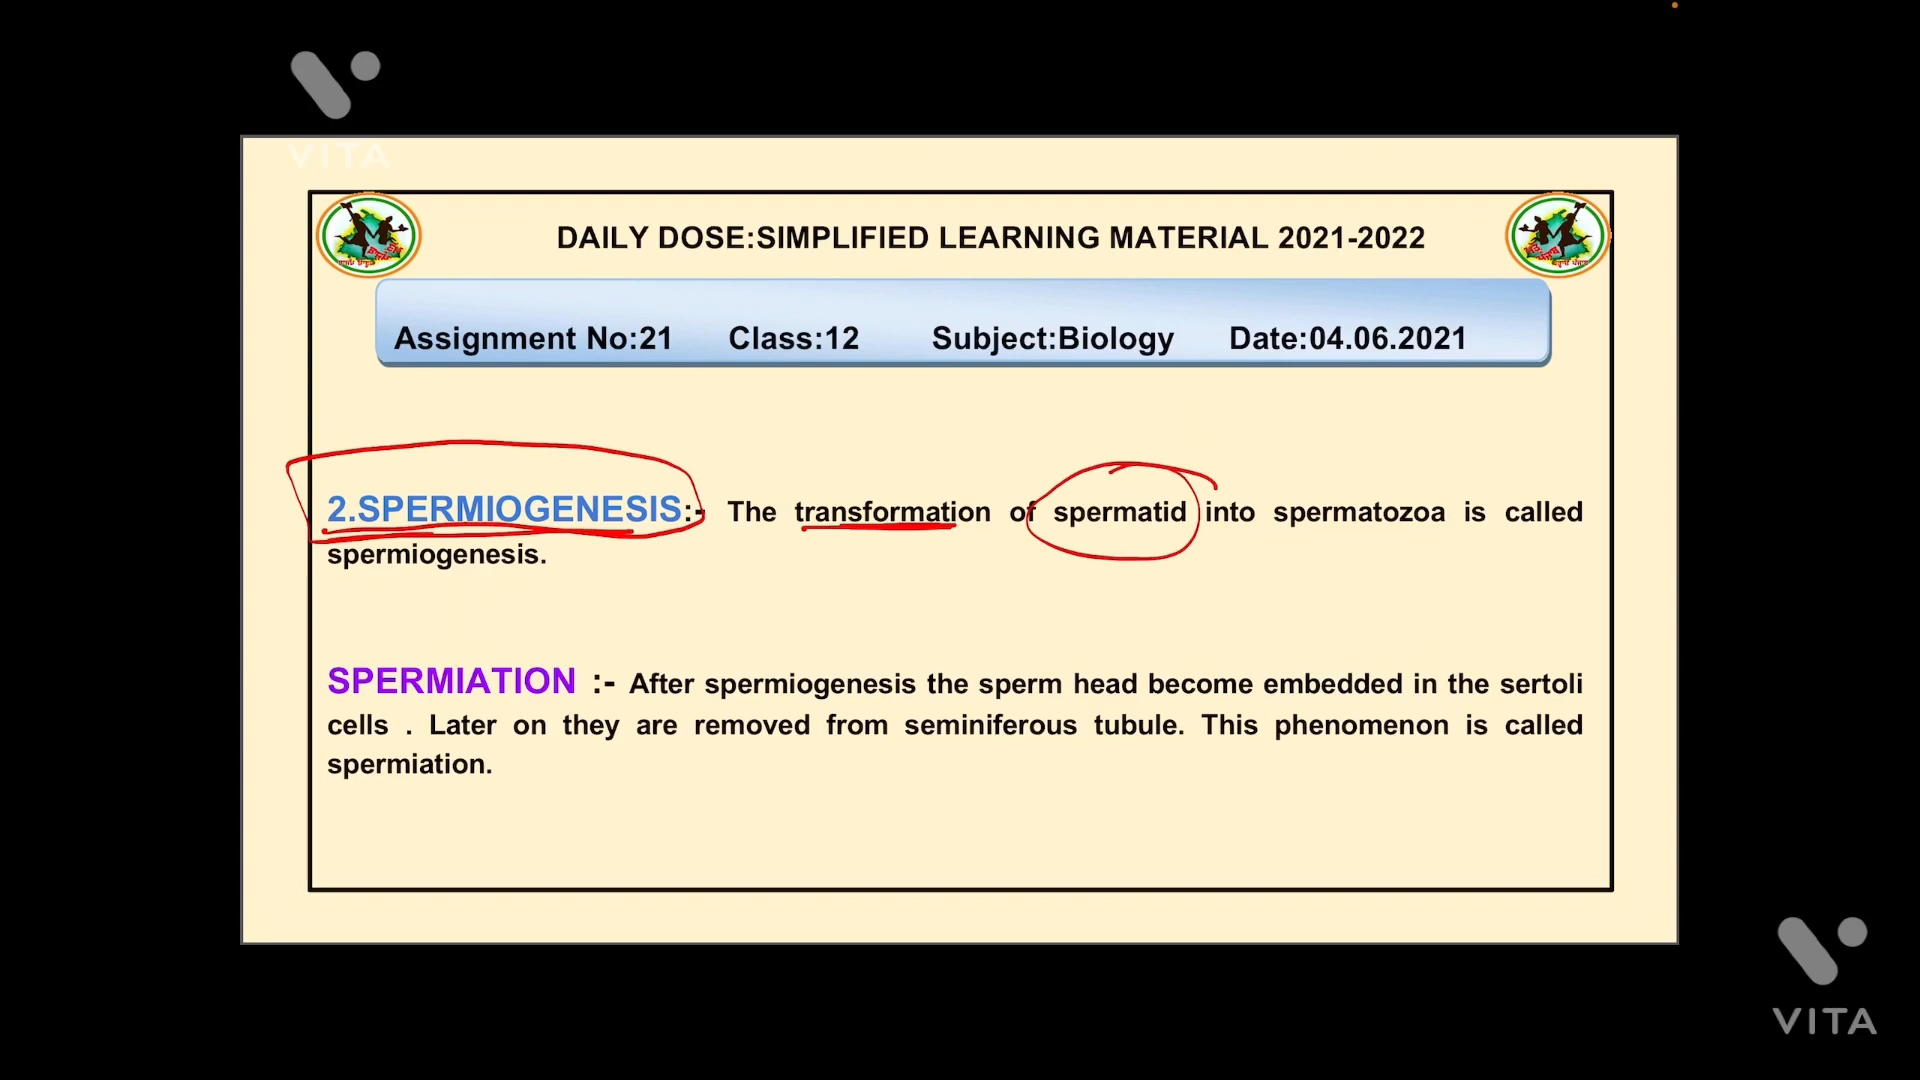 VITA
DAILY DOSE:SIMPLIFIED LEARNING MATERIAL 2021-2022
Assignment No:21 Class:12 Subject:Biology Date:04.06.2021
2.SPERMIOGENESIS:- The transformation of spermatid into spermatozoa is called
spermiogenesis.
SPERMIATION :- After spermiogenesis the sperm head become embedded in the sertoli
cells . Later on they are removed from seminiferous tubule. This phenomenon is called
spermiation.
VITA